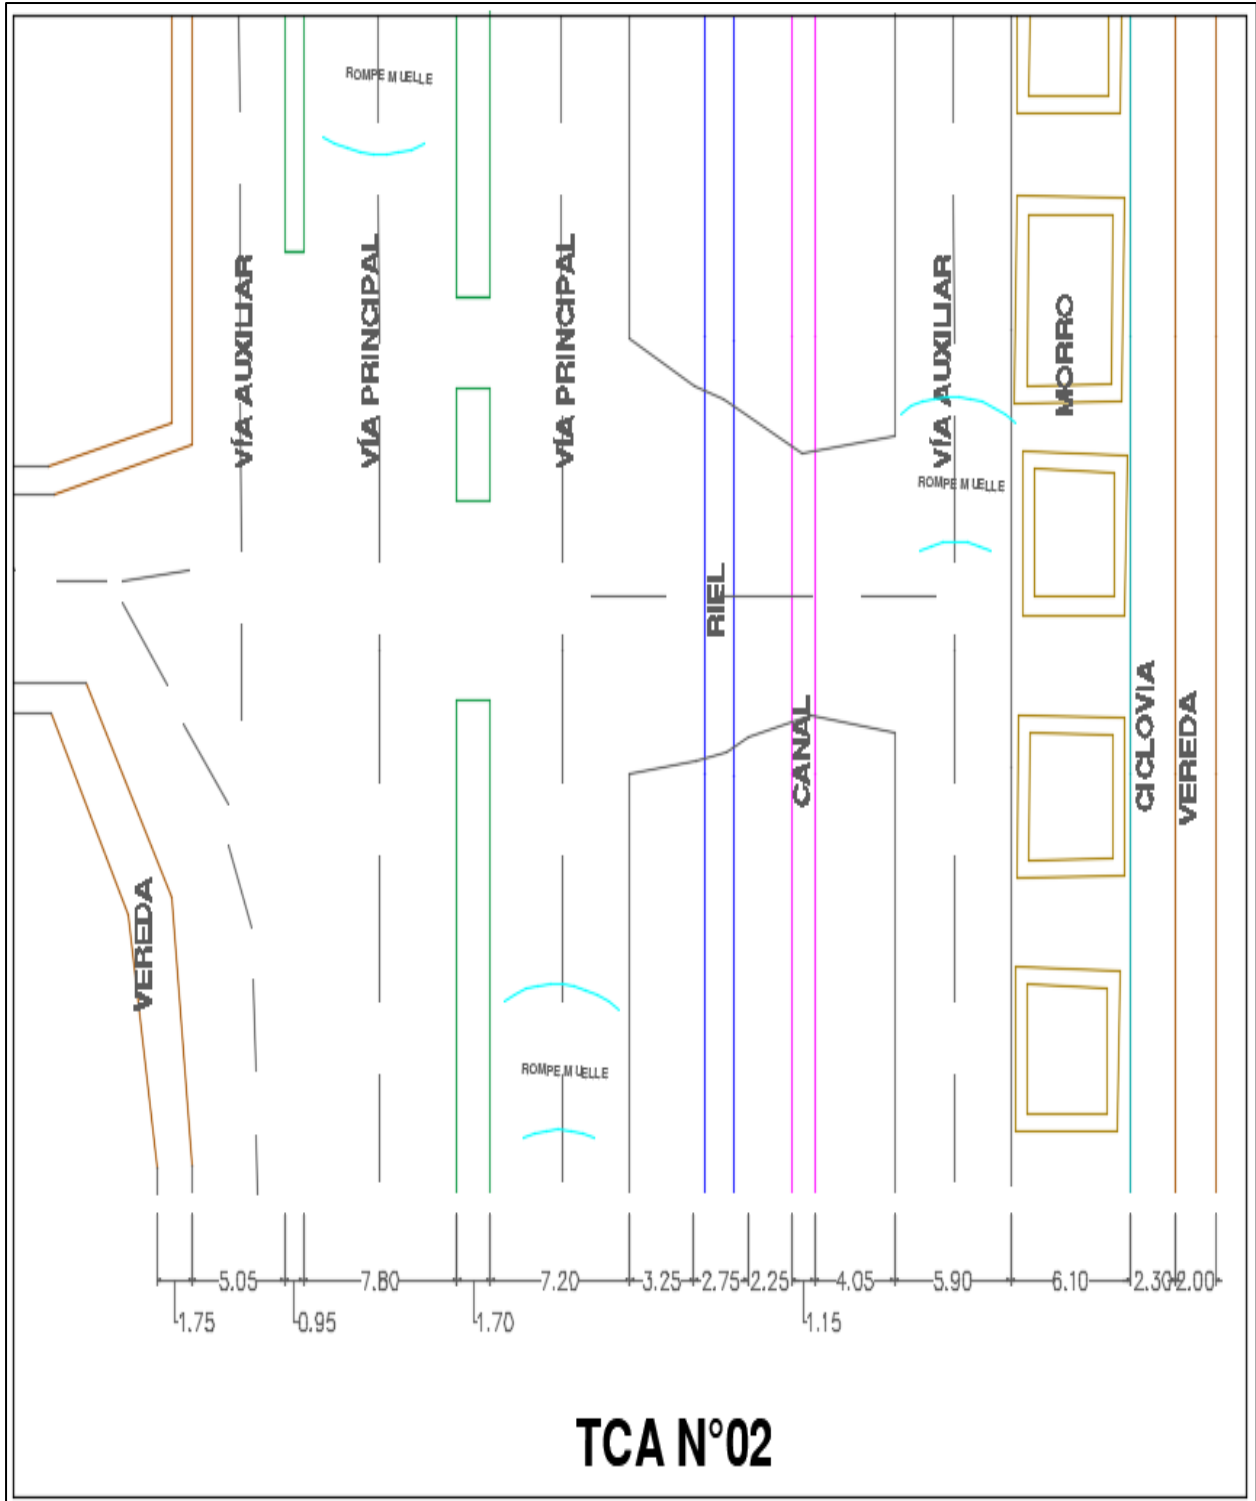 ROMPE MUELLE
VÍA AUXILIAR
VÍA PRINCIPAL
VÍA PRINCIPAL
VÍA AUXILIAR
MORRO
ROMPE MUELLE
RIEL
CANAL
CICLOVIA
VEREDA
VEREDA
ROMPE MUELLE
5.05 7.80 7.20 3.25 2.75 2.25 4.05 5.90 6.10 2.30 2.00
1.75 0.95 1.70 1.15
TCA N°02